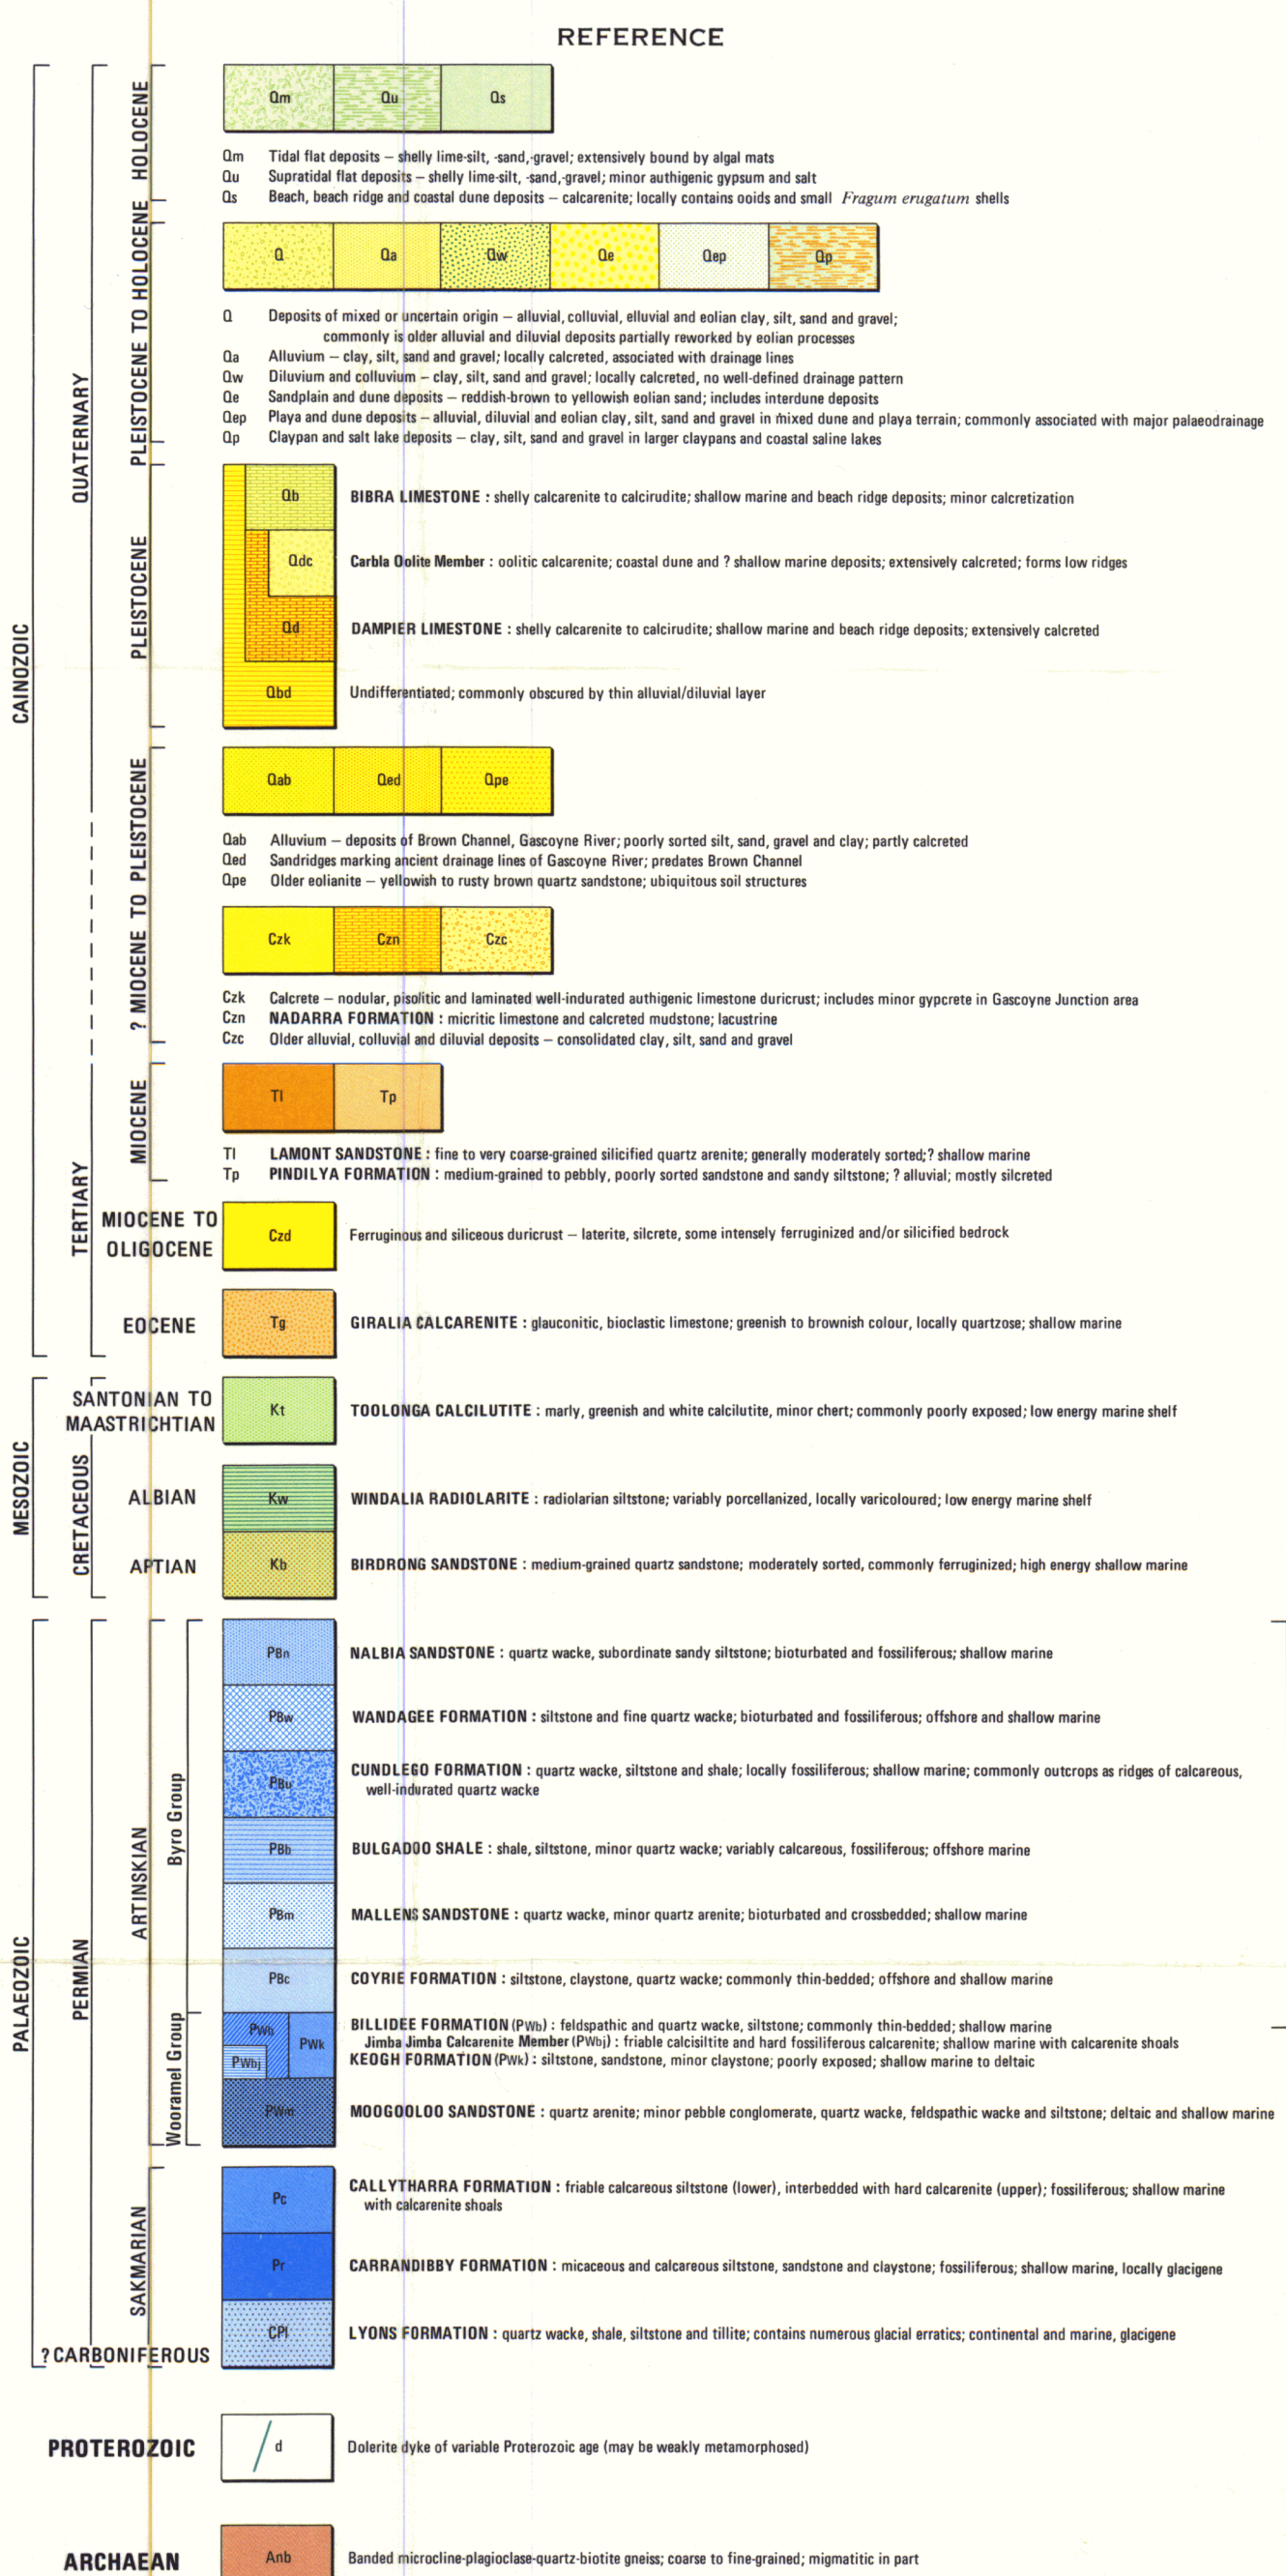 REFERENCE
CAINOZOIC
QUATERNARY
HOLOCENE
Qm Qu Qs
Qm Tidal flat deposits – shelly lime-silt, -sand,-gravel; extensively bound by algal mats
Qu Supratidal flat deposits – shelly lime-silt, -sand,-gravel; minor authigenic gypsum and salt
Qs Beach, beach ridge and coastal dune deposits – calcarenite; locally contains ooids and small Fragum erugatum shells
PLEISTOCENE TO HOLOCENE
Q Qa Qw Qe Qep Qp
Q Deposits of mixed or uncertain origin – alluvial, colluvial, elluvial and eolian clay, silt, sand and gravel;
commonly is older alluvial and diluvial deposits partially reworked by eolian processes
Qa Alluvium – clay, silt, sand and gravel; locally calcreted, associated with drainage lines
Qw Diluvium and colluvium – clay, silt, sand and gravel; locally calcreted, no well-defined drainage pattern
Qe Sandplain and dune deposits – reddish-brown to yellowish eolian sand; includes interdune deposits
Qep Playa and dune deposits – alluvial, diluvial and eolian clay, silt, sand and gravel in mixed dune and playa terrain; commonly associated with major palaeodrainage
Qp Claypan and salt lake deposits – clay, silt, sand and gravel in larger claypans and coastal saline lakes
PLEISTOCENE
Qb BIBRA LIMESTONE : shelly calcarenite to calcirudite; shallow marine and beach ridge deposits; minor calcretization
Qdc Carbla Oolite Member : oolitic calcarenite; coastal dune and ? shallow marine deposits; extensively calcreted; forms low ridges
Qd DAMPIER LIMESTONE : shelly calcarenite to calcirudite; shallow marine and beach ridge deposits; extensively calcreted
Qbd Undifferentiated; commonly obscured by thin alluvial/diluvial layer
? MIOCENE TO PLEISTOCENE
Qab Qed Qpe
Qab Alluvium – deposits of Brown Channel, Gascoyne River; poorly sorted silt, sand, gravel and clay; partly calcreted
Qed Sandridges marking ancient drainage lines of Gascoyne River; predates Brown Channel
Qpe Older eolianite – yellowish to rusty brown quartz sandstone; ubiquitous soil structures
Czk Czn Czc
Czk Calcrete – nodular, pisolitic and laminated well-indurated authigenic limestone duricrust; includes minor gypcrete in Gascoyne Junction area
Czn NADARRA FORMATION : micritic limestone and calcreted mudstone; lacustrine
Czc Older alluvial, colluvial and diluvial deposits – consolidated clay, silt, sand and gravel
TERTIARY
MIOCENE
Tl Tp
Tl LAMONT SANDSTONE : fine to very coarse-grained silicified quartz arenite; generally moderately sorted;? shallow marine
Tp PINDILYA FORMATION : medium-grained to pebbly, poorly sorted sandstone and sandy siltstone; ? alluvial; mostly silcreted
MIOCENE TO
OLIGOCENE
Czd Ferruginous and siliceous duricrust – laterite, silcrete, some intensely ferruginized and/or silicified bedrock
EOCENE
Tg GIRALIA CALCARENITE : glauconitic, bioclastic limestone; greenish to brownish colour, locally quartzose; shallow marine
MESOZOIC
CRETACEOUS
SANTONIAN TO
MAASTRICHTIAN
Kt TOOLONGA CALCILUTITE : marly, greenish and white calcilutite, minor chert; commonly poorly exposed; low energy marine shelf
ALBIAN
Kw WINDALIA RADIOLARITE : radiolarian siltstone; variably porcellanized, locally varicoloured; low energy marine shelf
APTIAN
Kb BIRDRONG SANDSTONE : medium-grained quartz sandstone; moderately sorted, commonly ferruginized; high energy shallow marine
PALAEOZOIC
PERMIAN
ARTINSKIAN
Byro Group
PBn NALBIA SANDSTONE : quartz wacke, subordinate sandy siltstone; bioturbated and fossiliferous; shallow marine
PBw WANDAGEE FORMATION : siltstone and fine quartz wacke; bioturbated and fossiliferous; offshore and shallow marine
PBu CUNDLEGO FORMATION : quartz wacke, siltstone and shale; locally fossiliferous; shallow marine; commonly outcrops as ridges of calcareous,
well-indurated quartz wacke
PBb BULGADOO SHALE : shale, siltstone, minor quartz wacke; variably calcareous, fossiliferous; offshore marine
PBm MALLENS SANDSTONE : quartz wacke, minor quartz arenite; bioturbated and crossbedded; shallow marine
PBc COYRIE FORMATION : siltstone, claystone, quartz wacke; commonly thin-bedded; offshore and shallow marine
Wooramel Group
PWb PWk PWbj
BILLIDEE FORMATION (PWb) : feldspathic and quartz wacke, siltstone; commonly thin-bedded; shallow marine
Jimba Jimba Calcarenite Member (PWbj) : friable calcisiltite and hard fossiliferous calcarenite; shallow marine with calcarenite shoals
KEOGH FORMATION (PWk) : siltstone, sandstone, minor claystone; poorly exposed; shallow marine to deltaic
PWm MOOGOOLOO SANDSTONE : quartz arenite; minor pebble conglomerate, quartz wacke, feldspathic wacke and siltstone; deltaic and shallow marine
SAKMARIAN
Pc CALLYTHARRA FORMATION : friable calcareous siltstone (lower), interbedded with hard calcarenite (upper); fossiliferous; shallow marine
with calcarenite shoals
Pr CARRANDIBBY FORMATION : micaceous and calcareous siltstone, sandstone and claystone; fossiliferous; shallow marine, locally glacigene
CPl LYONS FORMATION : quartz wacke, shale, siltstone and tillite; contains numerous glacial erratics; continental and marine, glacigene
? CARBONIFEROUS
PROTEROZOIC
d Dolerite dyke of variable Proterozoic age (may be weakly metamorphosed)
ARCHAEAN
Anb Banded microcline-plagioclase-quartz-biotite gneiss; coarse to fine-grained; migmatitic in part